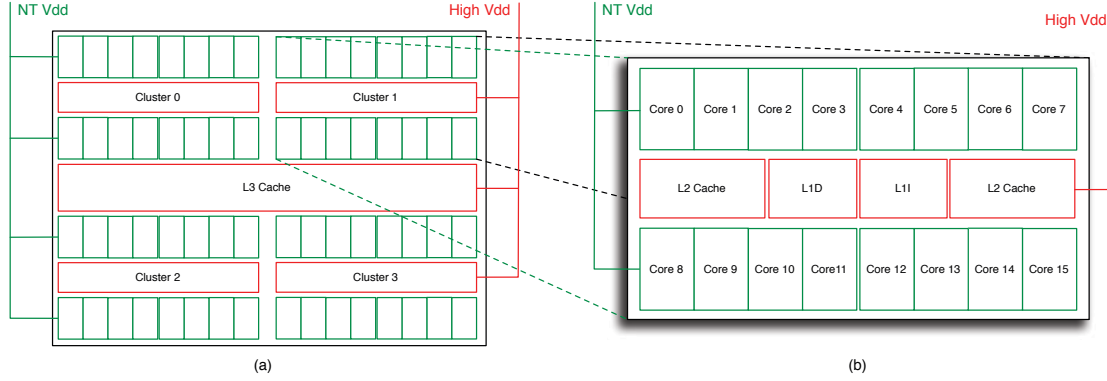 NT Vdd
High Vdd
Cluster 0
Cluster 1
L3 Cache
Cluster 2
Cluster 3
(a)
NT Vdd
High Vdd
Core 0 Core 1 Core 2 Core 3 Core 4 Core 5 Core 6 Core 7
L2 Cache L1D L1I L2 Cache
Core 8 Core 9 Core 10 Core11 Core 12 Core 13 Core 14 Core 15
(b)